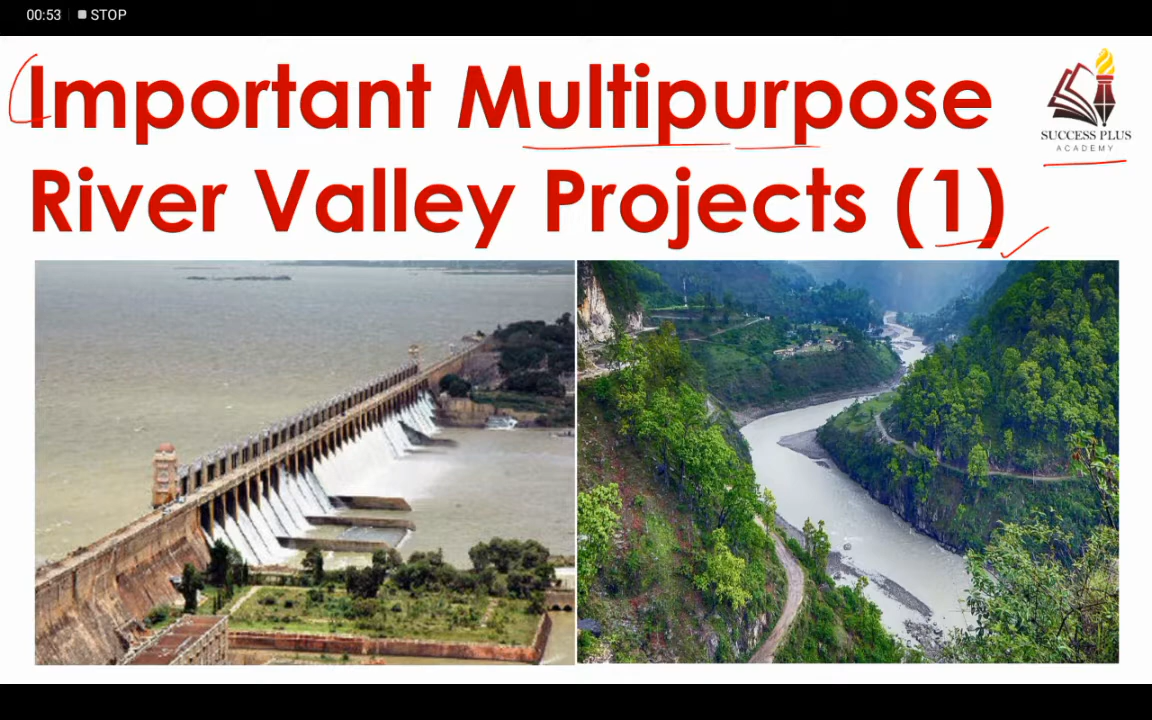 00:53 STOP
Important Multipurpose
River Valley Projects (1)
SUCCESS PLUS
ACADEMY